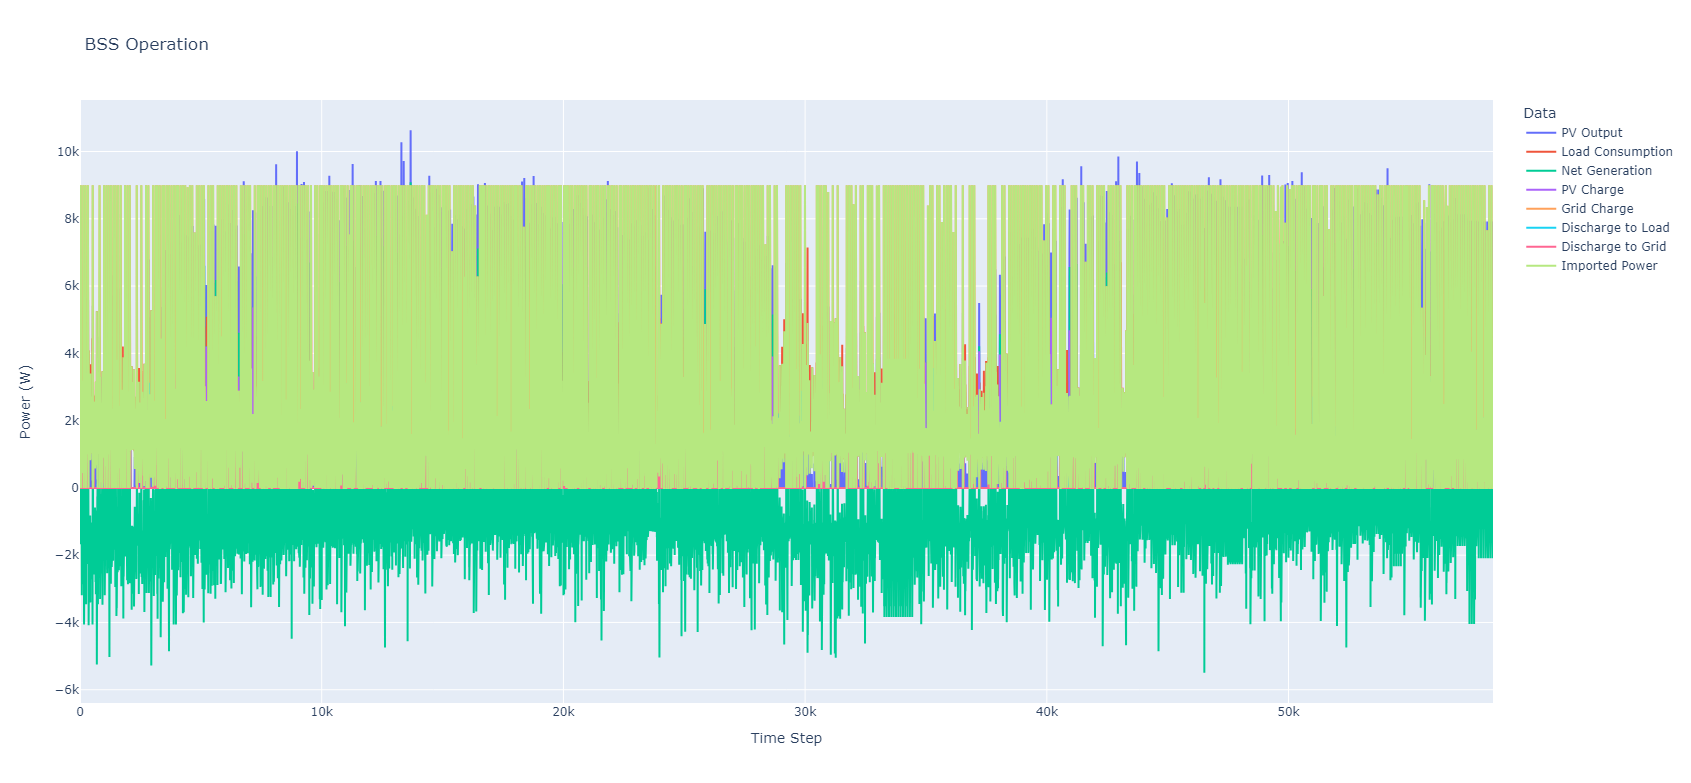 BSS Operation
Data
PV Output
Load Consumption
Net Generation
PV Charge
Grid Charge
Discharge to Load
Discharge to Grid
Imported Power
10k
8k
6k
4k
2k
0
−2k
−4k
−6k
Power (W)
0
10k
20k
30k
40k
50k
Time Step